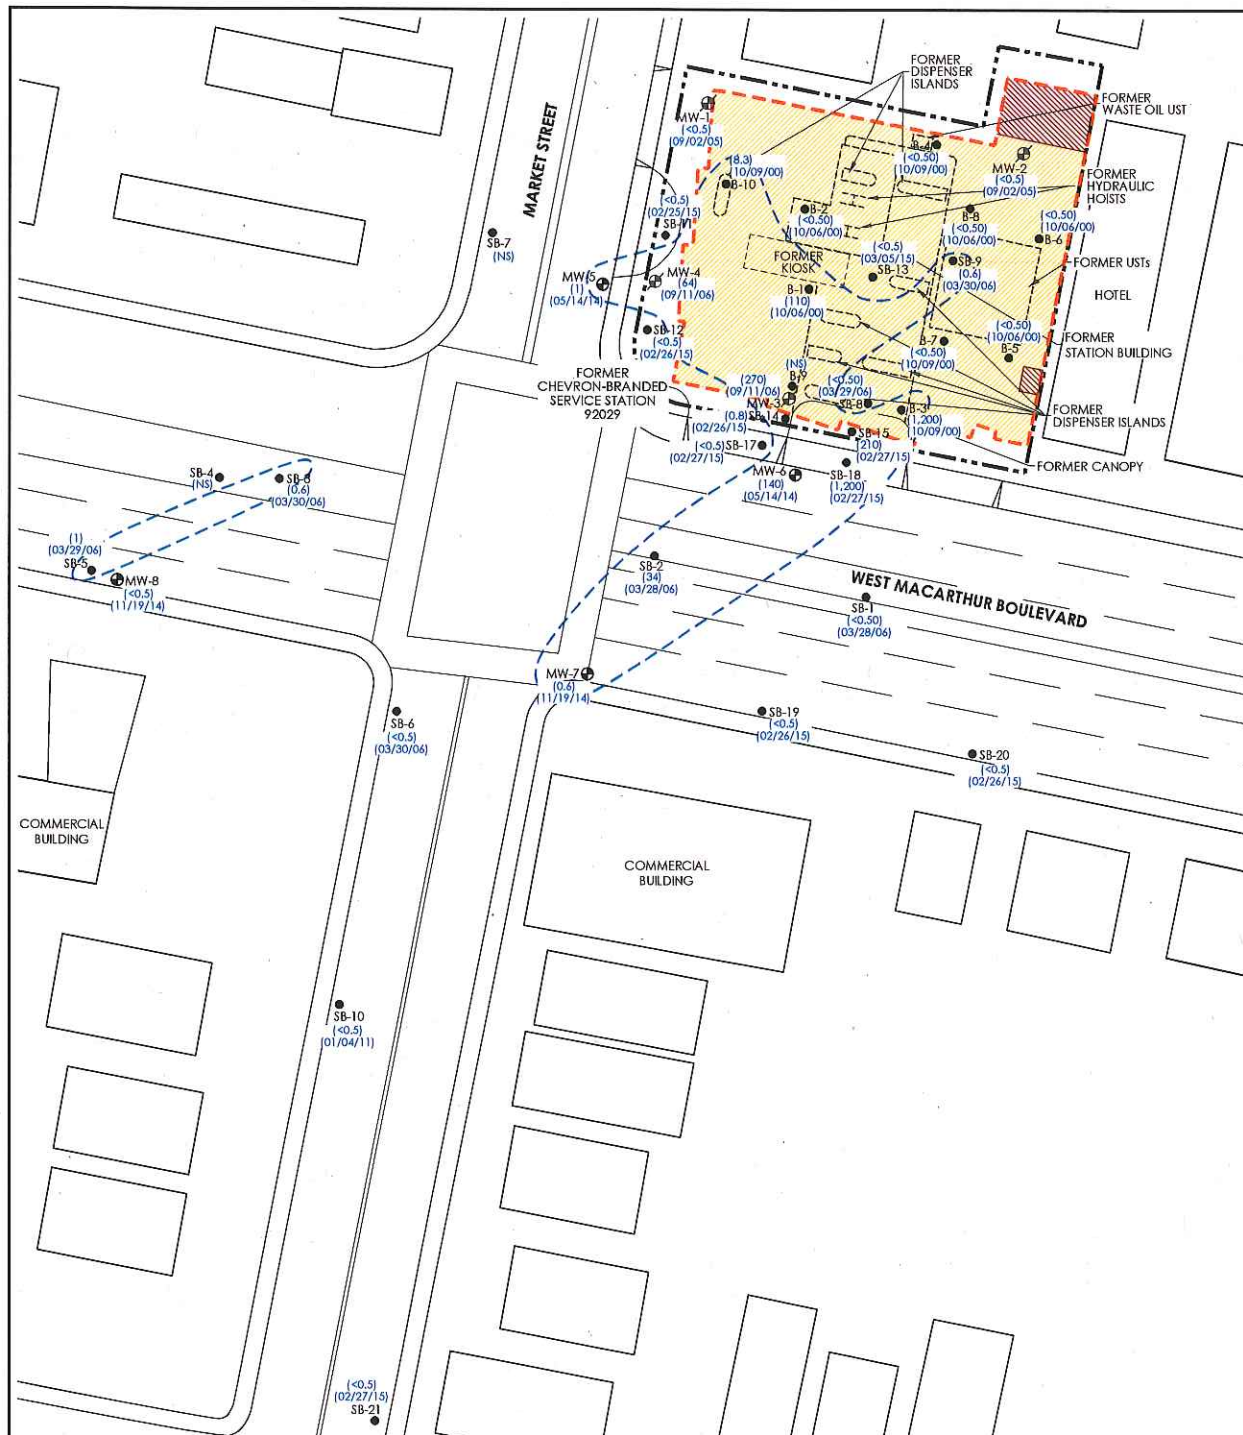 FORMER
DISPENSER
ISLANDS
FORMER
WASTE OIL UST
MARKET STREET
MW-1
(<0.5)
(09/02/05)
B-4
(<0.50)
(10/09/00)
MW-2
(<0.5)
(09/02/05)
(8.3)
(10/09/00)
B-10
FORMER
HYDRAULIC
HOISTS
(<0.5)
(02/25/15)
SB-11
B-2
(<0.50)
(10/06/00)
B-8
(<0.50)
(10/06/00)
(<0.50)
(10/06/00)
B-6
SB-7
(NS)
FORMER
KIOSK
(<0.5)
(03/05/15)
SB-13
SB-9
(0.6)
(03/30/06)
FORMER USTs
HOTEL
MW-5
(1)
(05/14/14)
MW-4
(64)
(09/11/06)
B-1
(110)
(10/06/00)
SB-12
(<0.5)
(02/26/15)
B-7
(<0.50)
(10/09/00)
(<0.50)
(10/06/00)
B-5
FORMER
STATION BUILDING
FORMER
CHEVRON-BRANDED
SERVICE STATION
92029
(NS)
B-9
(270)
(09/11/06)
MW-3
(<0.50)
(03/29/06)
SB-8
B-3
(1,200)
(10/09/00)
FORMER
DISPENSER ISLANDS
(0.8)
SB-14
(02/26/15)
SB-15
(210)
(02/27/15)
SB-17
(<0.5)
(02/27/15)
FORMER CANOPY
MW-6
(140)
(05/14/14)
SB-18
(1,200)
(02/27/15)
SB-4
(NS)
SB-3
(0.6)
(03/30/06)
(1)
(03/29/06)
SB-5
MW-8
(<0.5)
(11/19/14)
SB-2
(34)
(03/28/06)
WEST MACARTHUR BOULEVARD
SB-1
(<0.50)
(03/28/06)
MW-7
(0.6)
(11/19/14)
SB-6
(<0.5)
(03/30/06)
SB-19
(<0.5)
(02/26/15)
SB-20
(<0.5)
(02/26/15)
COMMERCIAL
BUILDING
COMMERCIAL
BUILDING
SB-10
(<0.5)
(01/04/11)
(<0.5)
(02/27/15)
SB-21